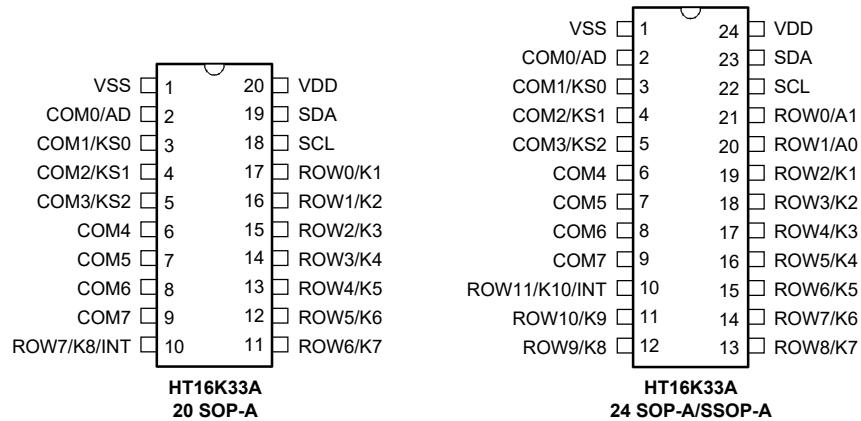 VSS 1 20 VDD
COM0/AD 2 19 SDA
COM1/KS0 3 18 SCL
COM2/KS1 4 17 ROW0/K1
COM3/KS2 5 16 ROW1/K2
COM4 6 15 ROW2/K3
COM5 7 14 ROW3/K4
COM6 8 13 ROW4/K5
COM7 9 12 ROW5/K6
ROW7/K8/INT 10 11 ROW6/K7
HT16K33A
20 SOP-A
VSS 1 24 VDD
COM0/AD 2 23 SDA
COM1/KS0 3 22 SCL
COM2/KS1 4 21 ROW0/A1
COM3/KS2 5 20 ROW1/A0
COM4 6 19 ROW2/K1
COM5 7 18 ROW3/K2
COM6 8 17 ROW4/K3
COM7 9 16 ROW5/K4
ROW11/K10/INT 10 15 ROW6/K5
ROW10/K9 11 14 ROW7/K6
ROW9/K8 12 13 ROW8/K7
HT16K33A
24 SOP-A/SSOP-A